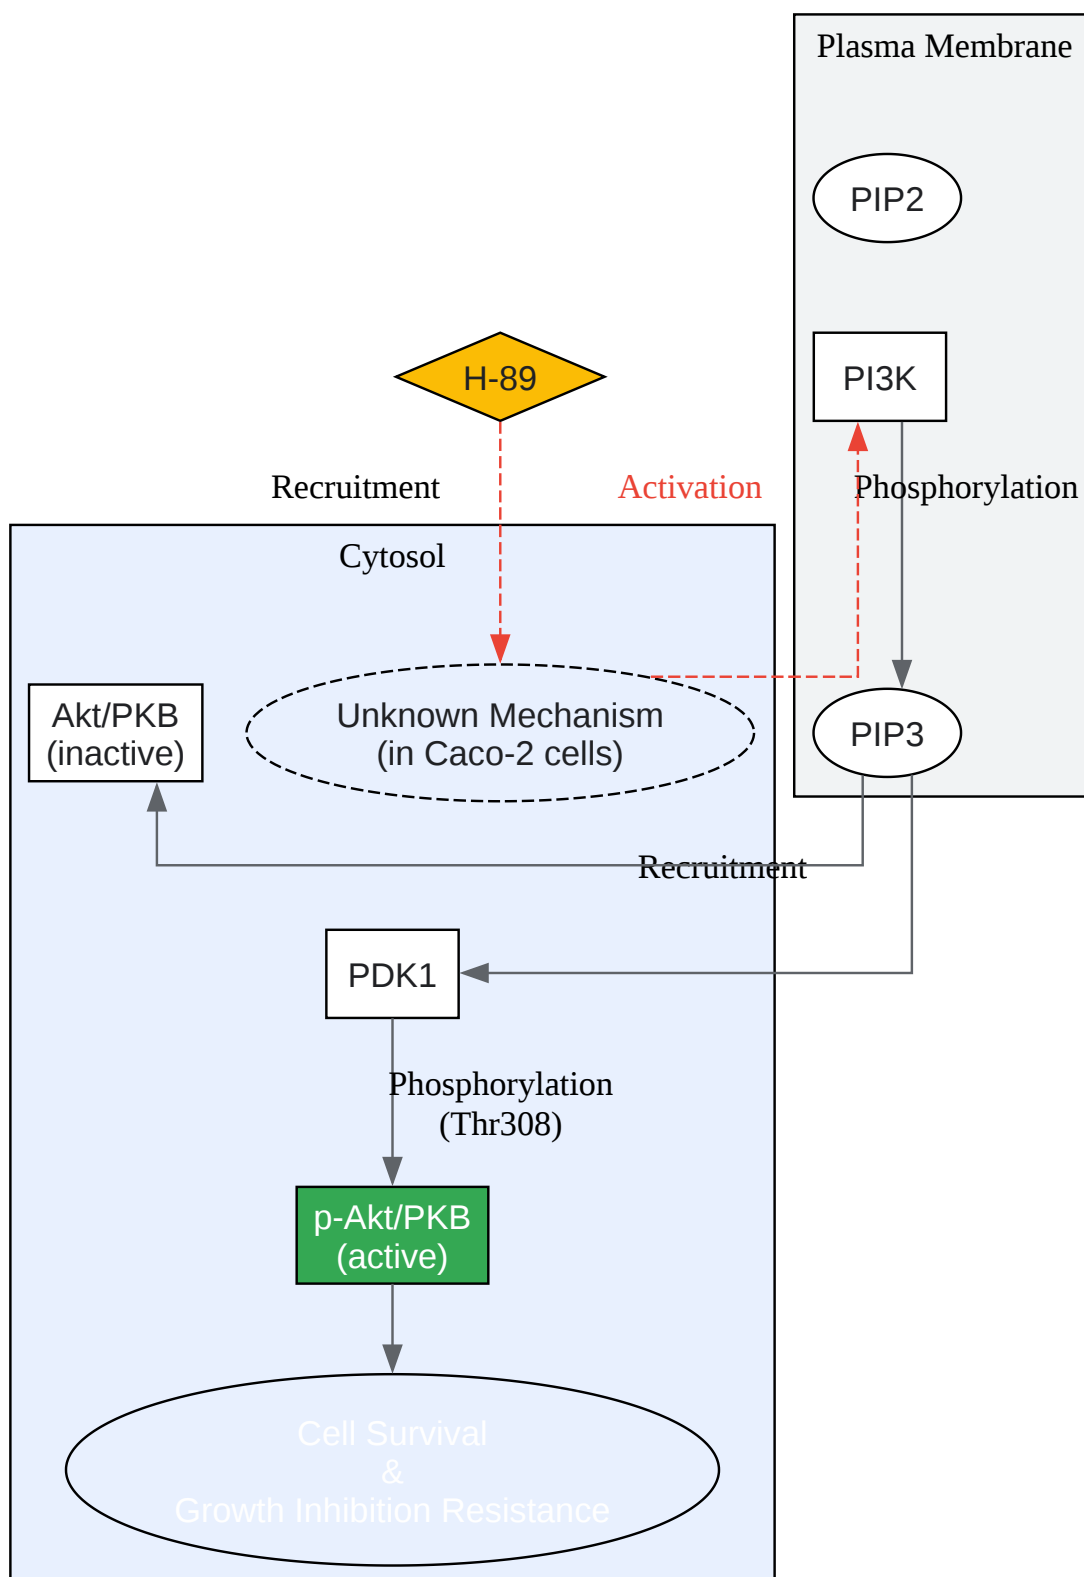 Plasma Membrane
PIP2
H-89
PI3K
Recruitment
Activation
Phosphorylation
Cytosol
Akt/PKB
(inactive)
Unknown Mechanism
(in Caco-2 cells)
PIP3
Recruitment
PDK1
Phosphorylation
(Thr308)
p-Akt/PKB
(active)
Cell Survival
&
Growth Inhibition Resistance